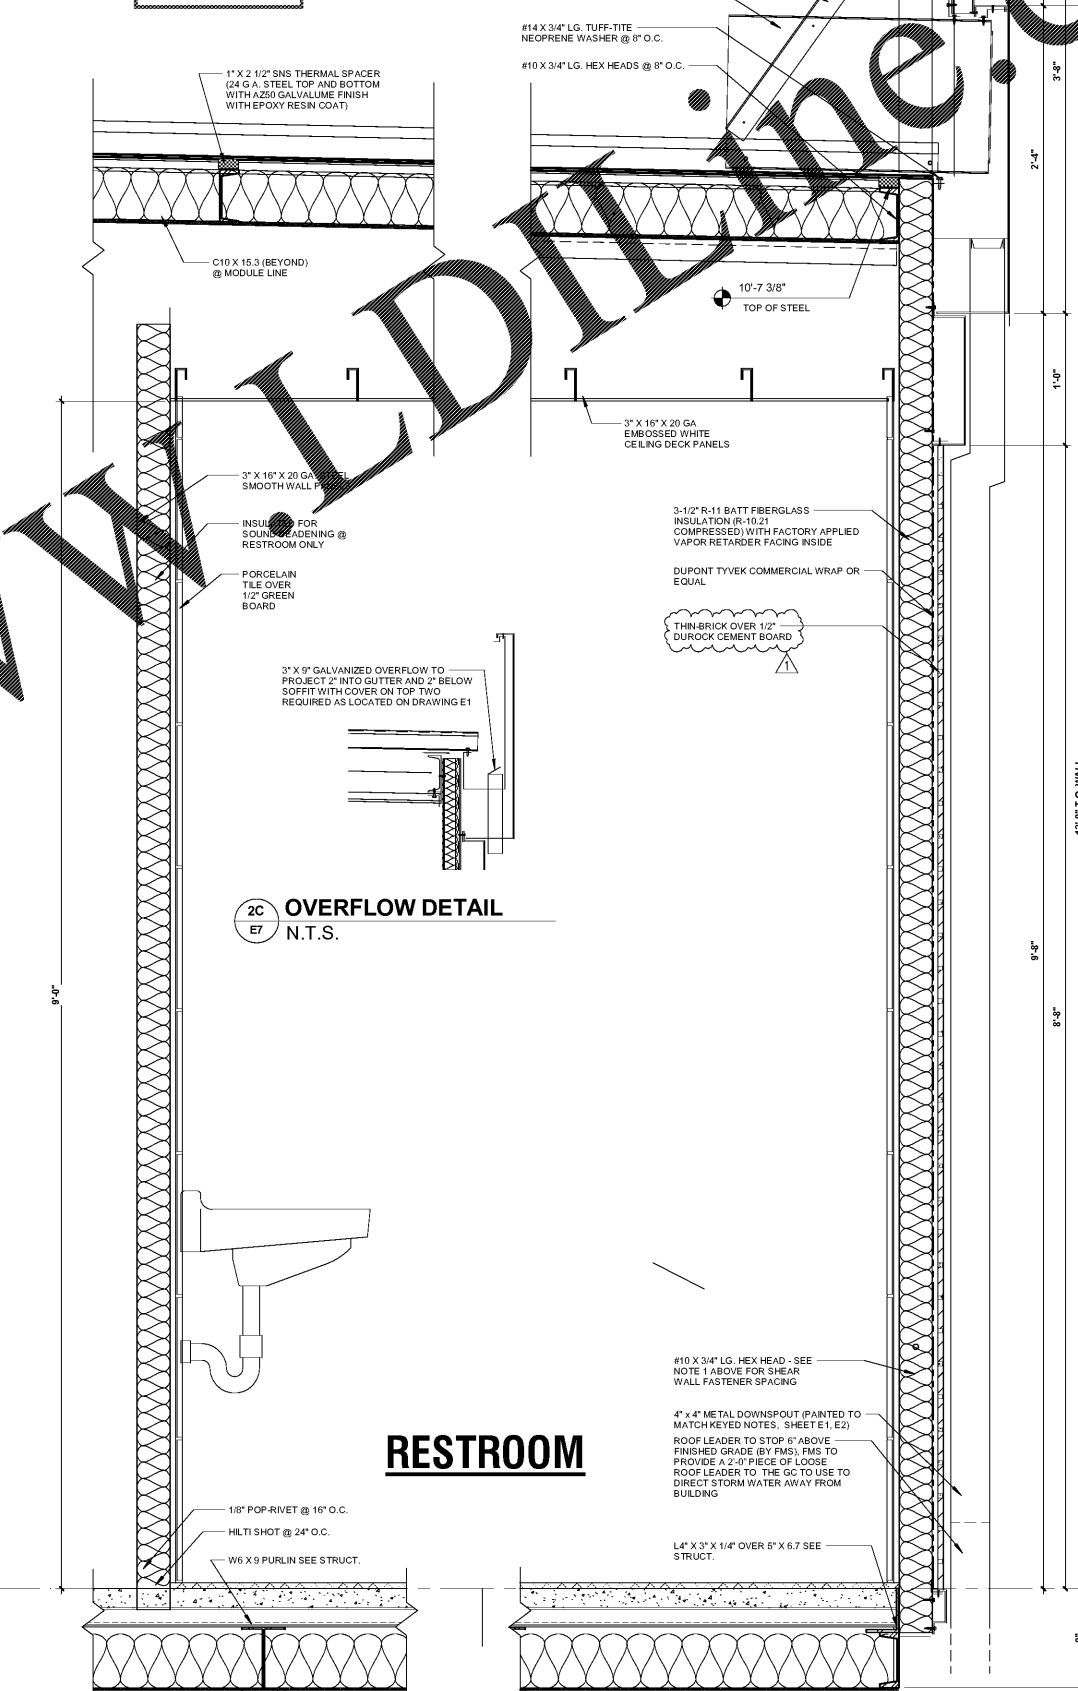 #14 X 3/4" LG. TUFF-TITE
NEOPRENE WASHER @ 8" O.C.
#10 X 3/4" LG. HEX HEADS @ 8" O.C.
1" X 2 1/2" SNS THERMAL SPACER
(24 G A. STEEL TOP AND BOTTOM
WITH AZ50 GALVALUME FINISH
WITH EPOXY RESIN COAT)
3'-8"
2'-4"
C10 X 15.3 (BEYOND)
@ MODULE LINE
10'-7 3/8"
TOP OF STEEL
1'-0"
3" X 16" X 20 GA
EMBOSSED WHITE
CEILING DECK PANELS
3" X 16" X 20 GA. STEEL
SMOOTH WALL PANELS
INSULATED FOR
SOUND DEADENING @
RESTROOM ONLY
PORCELAIN
TILE OVER
1/2" GREEN
BOARD
3-1/2" R-11 BATT FIBERGLASS
INSULATION (R-10.21
COMPRESSED) WITH FACTORY APPLIED
VAPOR RETARDER FACING INSIDE
DUPONT TYVEK COMMERCIAL WRAP OR
EQUAL
THIN-BRICK OVER 1/2"
DUROCK CEMENT BOARD
1
3" X 9" GALVANIZED OVERFLOW TO
PROJECT 2" INTO GUTTER AND 2" BELOW
SOFFIT WITH COVER ON TOP TWO
REQUIRED AS LOCATED ON DRAWING E1
2C
E7
OVERFLOW DETAIL
N.T.S.
9'-0"
9'-8"
8'-8"
#10 X 3/4" LG. HEX HEAD - SEE
NOTE 1 ABOVE FOR SHEAR
WALL FASTENER SPACING
4" x 4" METAL DOWNSPOUT (PAINTED TO
MATCH KEYED NOTES, SHEET E1, E2)
ROOF LEADER TO STOP 6" ABOVE
FINISHED GRADE (BY FMS), FMS TO
PROVIDE A 2'-0" PIECE OF LOOSE
ROOF LEADER TO THE GC TO USE TO
DIRECT STORM WATER AWAY FROM
BUILDING
RESTROOM
1/8" POP-RIVET @ 16" O.C.
HILTI SHOT @ 24" O.C.
W6 X 9 PURLIN SEE STRUCT.
L4" X 3" X 1/4" OVER 5" X 6.7 SEE
STRUCT.
W.LDILine.c